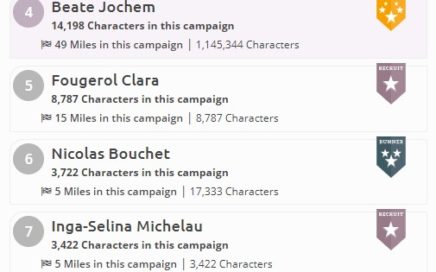 4
Beate Jochem
14,198 Characters in this campaign
49 Miles in this campaign | 1,145,344 Characters
5
Fougerol Clara
RECRUIT
8,787 Characters in this campaign
15 Miles in this campaign | 8,787 Characters
6
Nicolas Bouchet
RUNNER
3,722 Characters in this campaign
5 Miles in this campaign | 17,333 Characters
7
Inga-Selina Michelau
RECRUIT
3,422 Characters in this campaign
5 Miles in this campaign | 3,422 Characters